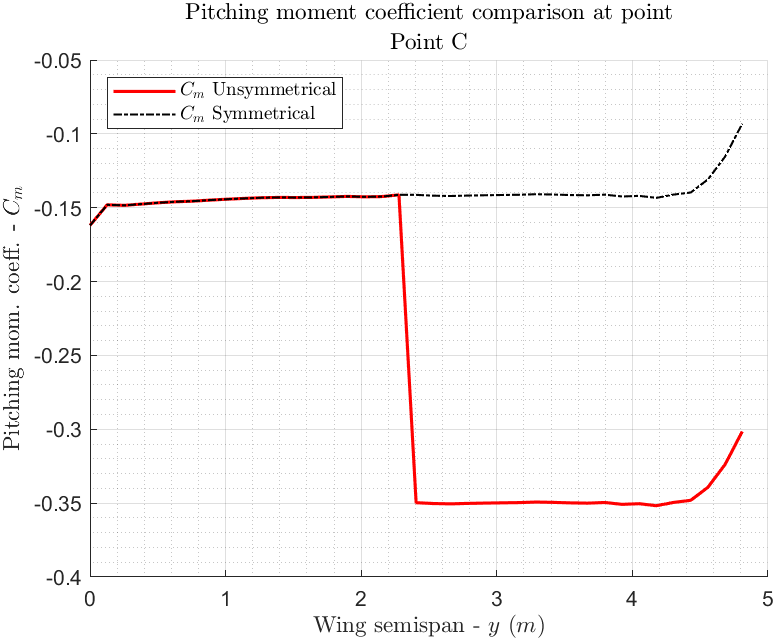 Pitching moment coefficient comparison at point
Point C
C_m Unsymmetrical
C_m Symmetrical
-0.05
-0.1
-0.15
-0.2
-0.25
-0.3
-0.35
-0.4
Pitching mom. coeff. - C_m
0 1 2 3 4 5
Wing semispan - y (m)